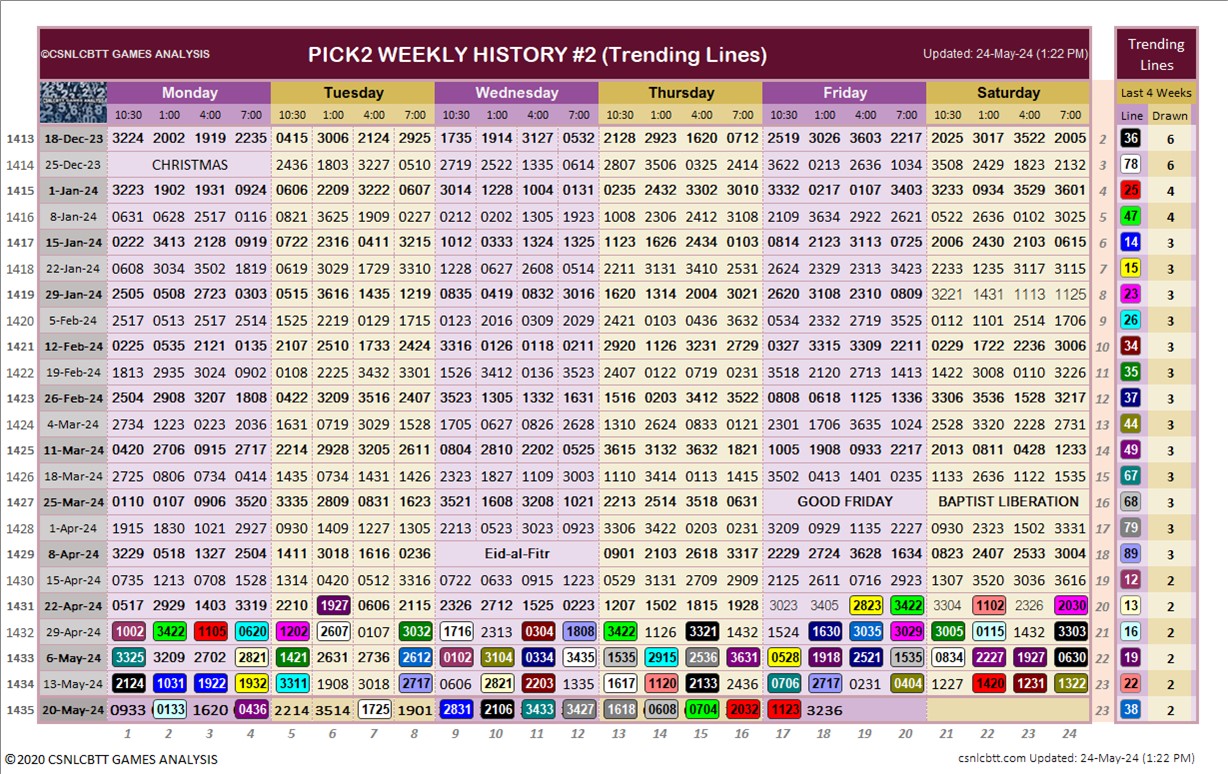 ©CSNLCBTT GAMES ANALYSIS PICK2 WEEKLY HISTORY #2 (Trending Lines) Updated: 24-May-24 (1:22 PM) Trending Lines
Monday Tuesday Wednesday Thursday Friday Saturday Last 4 Weeks
10:30 1:00 4:00 7:00 10:30 1:00 4:00 7:00 10:30 1:00 4:00 7:00 10:30 1:00 4:00 7:00 10:30 1:00 4:00 7:00 10:30 1:00 4:00 7:00 Line Drawn
1413 18-Dec-23 3224 2002 1919 2235 0415 3006 2124 2925 1735 1914 3127 0532 2128 2923 1620 0712 2519 3026 3603 2217 2025 3017 3522 2005 2 36 6
1414 25-Dec-23 CHRISTMAS 2436 1803 3227 0510 2719 2522 1335 0614 2807 3506 0305 2414 3622 0213 2636 1034 3508 2429 1823 2132 3 78 6
1415 1-Jan-24 3223 1902 1931 0924 0606 2209 3222 0607 3014 1228 1004 0131 0235 2432 3302 3010 3332 0217 0107 3403 3233 0934 3529 3601 4 25 4
1416 8-Jan-24 0631 0628 2517 0116 0821 3625 1909 0227 0212 0202 1305 1923 1008 2306 2412 3108 2109 3634 2922 2621 0522 2636 0102 3025 5 47 4
1417 15-Jan-24 0222 3413 2128 0919 0722 2316 0411 3215 1012 0333 1324 1325 1123 1626 2434 0103 0814 2123 3113 0725 2006 2430 2103 0615 6 14 3
1418 22-Jan-24 0608 3034 3502 1819 0619 3029 1729 3310 1228 0627 2608 0514 2211 3131 3410 2531 2624 2329 2313 3423 2233 1235 3117 3115 7 15 3
1419 29-Jan-24 2505 0508 2723 0303 0515 3616 1435 1219 0835 0419 0832 3016 1620 1314 2004 3021 2620 3108 2310 0809 3221 1431 1113 1125 8 23 3
1420 5-Feb-24 2517 0513 2517 2514 1525 2219 0129 1715 0123 2016 0309 2029 2421 0103 0436 3632 0534 2332 2719 3525 0112 1101 2514 1706 9 26 3
1421 12-Feb-24 0225 0535 2121 0135 2107 2510 1733 2424 3316 0126 0118 0211 2920 1126 3231 2729 0327 3315 3309 2211 0229 1722 2236 3006 10 34 3
1422 19-Feb-24 1813 2935 3024 0902 0108 2225 3432 3301 1526 3412 0136 3523 2407 0122 0719 0231 3518 2120 2713 1413 1422 3008 0110 3226 11 35 3
1423 26-Feb-24 2504 2908 3207 1808 0422 3209 3516 2407 3523 1305 1332 1631 1516 0203 3412 3522 0808 0618 1125 1336 3306 3536 1528 3217 12 37 3
1424 4-Mar-24 2734 1223 0223 2036 1631 0719 3029 1528 1705 0627 0826 2628 1310 2624 0833 0121 2301 1706 3635 1024 2528 3320 2228 2731 13 44 3
1425 11-Mar-24 0420 2706 0915 2717 2214 2928 3205 2611 0804 2810 2202 0525 3615 3132 3632 1821 1005 1908 0933 2217 2013 0811 0428 1233 14 49 3
1426 18-Mar-24 2725 0806 0734 0414 1435 0734 1431 1426 2323 1827 1109 3003 1110 3414 0713 1415 3502 0413 1401 0235 1133 2636 1122 1535 15 67 3
1427 25-Mar-24 0110 0107 0906 3520 3335 2809 0831 1623 3521 1608 3208 1021 2213 2514 3518 0631 GOOD FRIDAY BAPTIST LIBERATION 16 68 3
1428 1-Apr-24 1915 1830 1021 2927 0930 1409 1227 1305 2213 0523 3023 0923 3306 3422 0203 0231 3209 0929 1135 2227 0930 2323 1502 3331 17 79 3
1429 8-Apr-24 3229 0518 1327 2504 1411 3018 1616 0236 Eid-al-Fitr 0901 2103 2618 3317 2229 2724 3628 1634 0823 2407 2533 3004 18 89 3
1430 15-Apr-24 0735 1213 0708 1528 1314 0420 0512 3316 0722 0633 0915 1223 0529 3131 2709 2909 2125 2611 0716 2923 1307 3520 3036 3616 19 12 2
1431 22-Apr-24 0517 2929 1403 3319 2210 1927 0606 2115 2326 2712 1525 0223 1207 1502 1815 1928 3023 3405 2823 3422 3304 1102 2326 2030 20 13 2
1432 29-Apr-24 1002 3422 1105 0620 1202 2607 0107 3032 1716 2313 0304 1808 3422 1126 3321 1432 1524 1630 3035 3029 3005 0115 1432 3303 21 16 2
1433 6-May-24 3325 3209 2702 2821 1421 2631 2736 2612 0102 3104 0334 3435 1535 2915 2536 3631 0528 1918 2521 1535 0834 2227 1927 0630 22 19 2
1434 13-May-24 2124 1031 1922 1932 3311 1908 3018 2717 0606 2821 2203 1335 1617 1120 2133 2436 0706 2717 0231 0404 1227 1420 1231 1322 23 22 2
1435 20-May-24 0933 0133 1620 0436 2214 3514 1725 1901 2831 2106 3433 3427 1618 0608 0704 2032 1123 3236 23 38 2
1 2 3 4 5 6 7 8 9 10 11 12 13 14 15 16 17 18 19 20 21 22 23 24
©2020 CSNLCBTT GAMES ANALYSIS csnlcbtt.com Updated: 24-May-24 (1:22 PM)